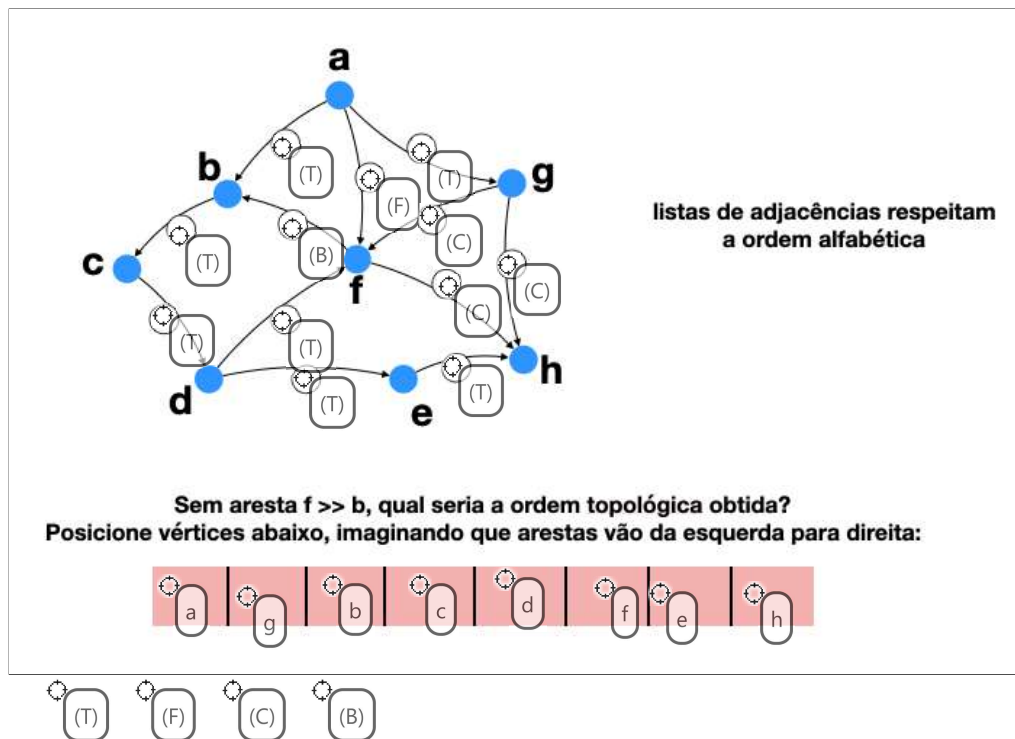 a
(T)
b
(T)
g
(F)
(C)
listas de adjacências respeitam
a ordem alfabética
c
(T)
(B)
f
(C)
(C)
(T)
(T)
h
d
(T)
e
(T)
Sem aresta f >> b, qual seria a ordem topológica obtida?
Posicione vértices abaixo, imaginando que arestas vão da esquerda para direita:
a g b c d f e h
(T) (F) (C) (B)